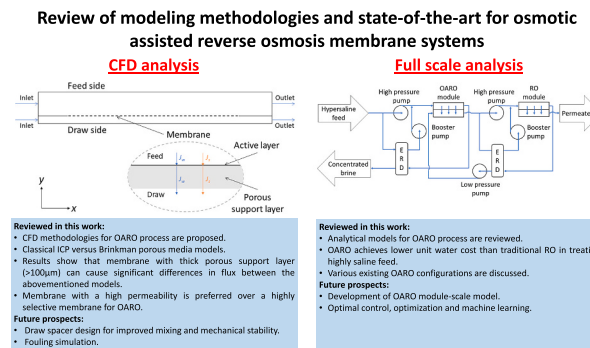 Review of modeling methodologies and state-of-the-art for osmotic
assisted reverse osmosis membrane systems
CFD analysis
Feed side
Inlet
Outlet
Inlet
Outlet
Draw side
Membrane
Active layer
Feed
Jw
Js
Jw
Js
Draw
Porous
support layer
y
x
Reviewed in this work:
• CFD methodologies for OARO process are proposed.
• Classical ICP versus Brinkman porous media models.
• Results show that membrane with thick porous support layer
(>100μm) can cause significant differences in flux between the
abovementioned models.
• Membrane with a high permeability is preferred over a highly
selective membrane for OARO.
Future prospects:
• Draw spacer design for improved mixing and mechanical stability.
• Fouling simulation.
Full scale analysis
High pressure
pump
OARO
module
High pressure
pump
RO
module
Hypersaline
feed
Permeate
Booster
pump
Booster
pump
E
R
D
E
R
D
Concentrated
brine
Low pressure
pump
Reviewed in this work:
• Analytical models for OARO process are reviewed.
• OARO achieves lower unit water cost than traditional RO in treati
highly saline feed.
• Various existing OARO configurations are discussed.
Future prospects:
• Development of OARO module-scale model.
• Optimal control, optimization and machine learning.